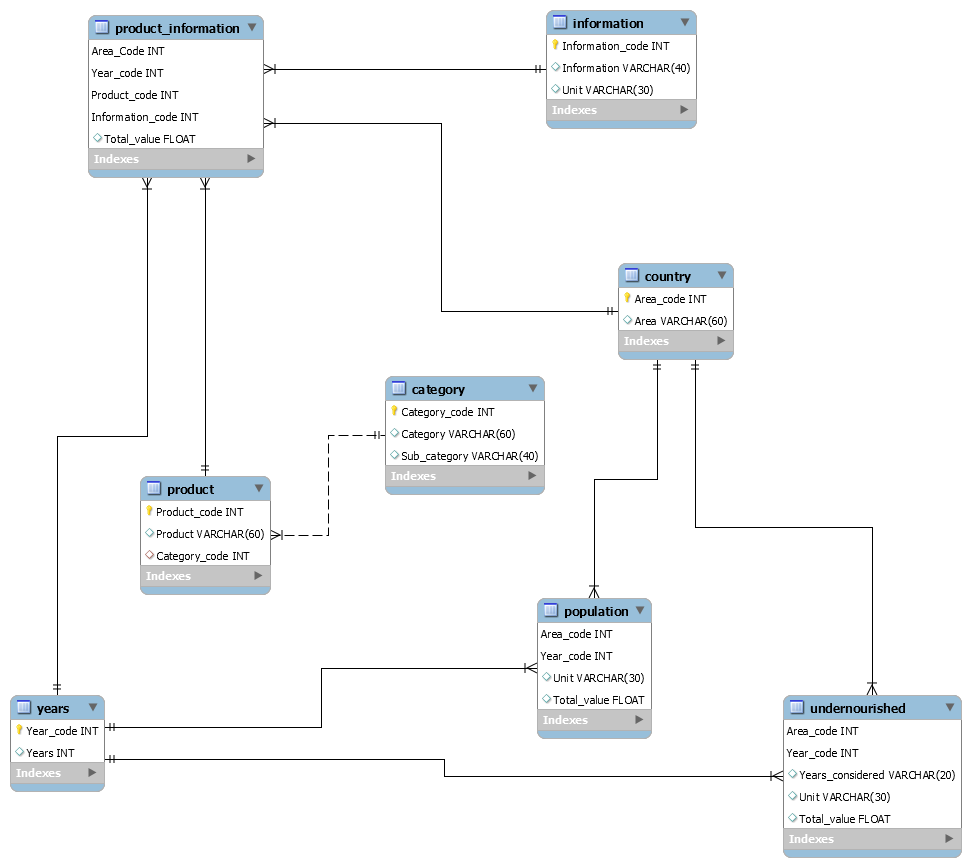 product_information
Area_Code INT
Year_code INT
Product_code INT
Information_code INT
Total_value FLOAT
Indexes
information
Information_code INT
Information VARCHAR(40)
Unit VARCHAR(30)
Indexes
country
Area_code INT
Area VARCHAR(60)
Indexes
category
Category_code INT
Category VARCHAR(60)
Sub_category VARCHAR(40)
Indexes
product
Product_code INT
Product VARCHAR(60)
Category_code INT
Indexes
population
Area_code INT
Year_code INT
Unit VARCHAR(30)
Total_value FLOAT
Indexes
years
Year_code INT
Years INT
Indexes
undernourished
Area_code INT
Year_code INT
Years_considered VARCHAR(20)
Unit VARCHAR(30)
Total_value FLOAT
Indexes